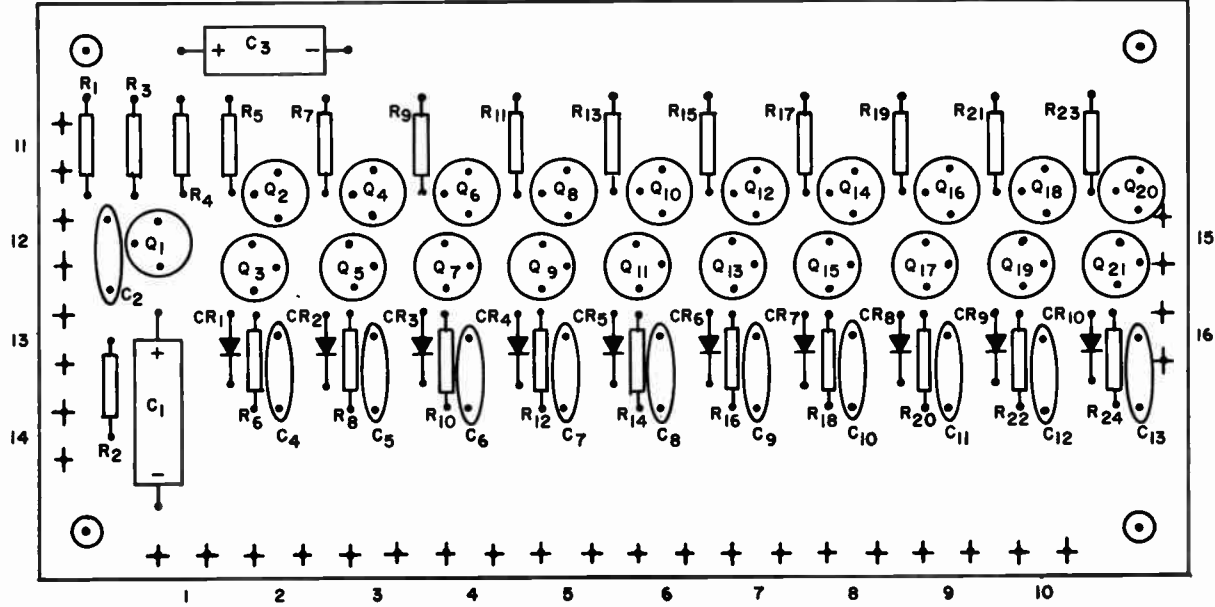 + C3 −
R1 R3 R5 R7 R9 R11 R13 R15 R17 R19 R21 R23
11
R4 Q2 Q4 Q6 Q8 Q10 Q12 Q14 Q16 Q18 Q20
12 Q1 15
Q3 Q5 Q7 Q9 Q11 Q13 Q15 Q17 Q19 Q21
C2
CR1 CR2 CR3 CR4 CR5 CR6 CR7 CR8 CR9 CR10
13 + 16
C1
R6 R8 R10 R12 R14 R16 R18 R20 R22 R24
14 C4 C5 C6 C7 C8 C9 C10 C11 C12 C13
R2
−
1 2 3 4 5 6 7 8 9 10